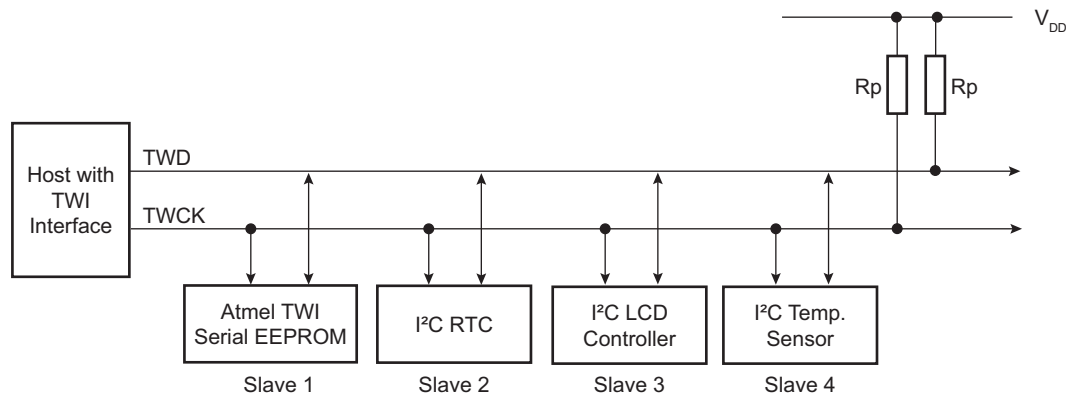 V_DD
Rp Rp
Host with
TWI
Interface
TWD
TWCK
Atmel TWI
Serial EEPROM
I²C RTC
I²C LCD
Controller
I²C Temp.
Sensor
Slave 1 Slave 2 Slave 3 Slave 4